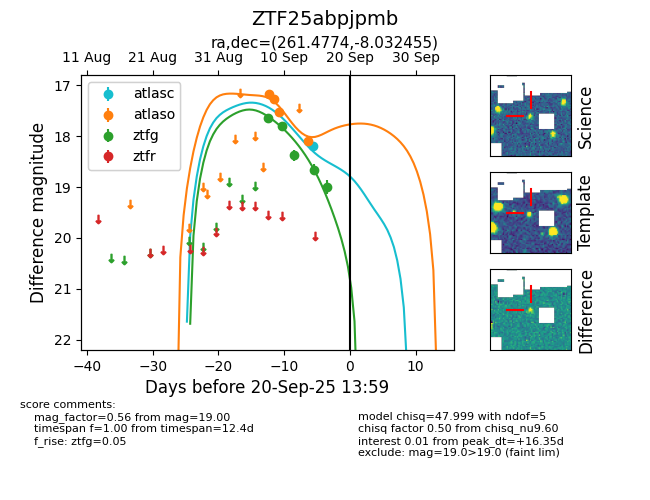 ZTF25abpjpmb
ra,dec=(261.4774,-8.032455)
11 Aug 21 Aug 31 Aug 10 Sep 20 Sep 30 Sep
atlasc
atlaso
ztfg
ztfr
17
18
19
20
21
22
Difference magnitude
−40 −30 −20 −10 0 10
Days before 20-Sep-25 13:59
Science
Template
Difference
score comments:
mag_factor=0.56 from mag=19.00
timespan f=1.00 from timespan=12.4d
f_rise: ztfg=0.05
model chisq=47.999 with ndof=5
chisq factor 0.50 from chisq_nu9.60
interest 0.01 from peak_dt=+16.35d
exclude: mag=19.0>19.0 (faint lim)